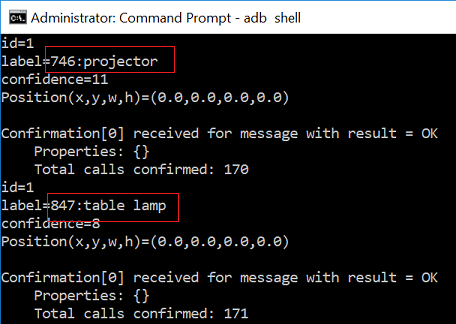 Administrator: Command Prompt - adb  shell
id=1
label=746:projector
confidence=11
Position(x,y,w,h)=(0.0,0.0,0.0,0.0)
Confirmation[0] received for message with result = OK
Properties: {}
Total calls confirmed: 170
id=1
label=847:table lamp
confidence=8
Position(x,y,w,h)=(0.0,0.0,0.0,0.0)
Confirmation[0] received for message with result = OK
Properties: {}
Total calls confirmed: 171